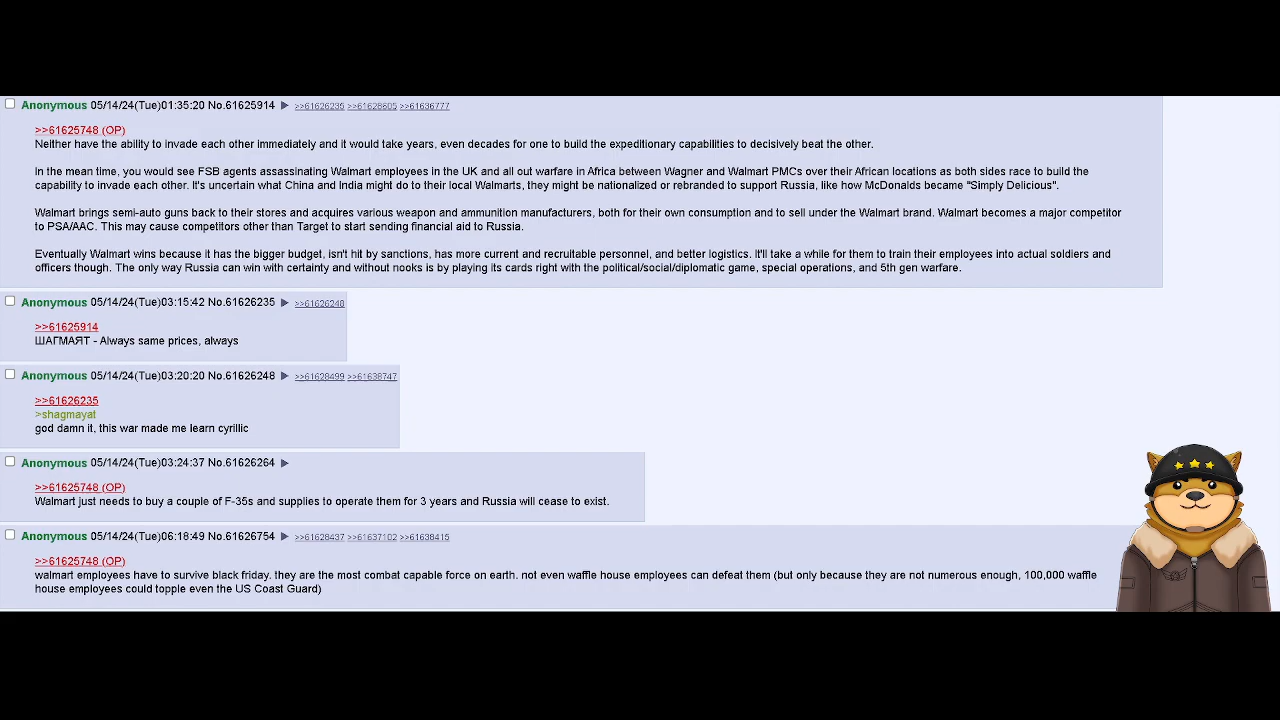 Anonymous 05/14/24(Tue)01:35:20 No.61625914 ▶ >>61626239 >>61628605 >>61636777
>>61625748 (OP)
Neither have the ability to invade each other immediately and it would take years, even decades for one to build the expeditionary capabilities to decisively beat the other.
In the mean time, you would see FSB agents assassinating Walmart employees in the UK and all out warfare in Africa between Wagner and Walmart PMCs over their African locations as both sides race to build the
capability to invade each other. It's uncertain what China and India might do to their local Walmarts, they might be nationalized or rebranded to support Russia, like how McDonalds became "Simply Delicious".
Walmart brings semi-auto guns back to their stores and acquires various weapon and ammunition manufacturers, both for their own consumption and to sell under the Walmart brand. Walmart becomes a major competitor
to PSA/AAC. This may cause competitors other than Target to start sending financial aid to Russia.
Eventually Walmart wins because it has the bigger budget, isn't hit by sanctions, has more current and recruitable personnel, and better logistics. It'll take a while for them to train their employees into actual soldiers and
officers though. The only way Russia can win with certainty and without nooks is by playing its cards right with the political/social/diplomatic game, special operations, and 5th gen warfare.
Anonymous 05/14/24(Tue)03:15:42 No.61626235 ▶ >>61626248
>>61625914
ШАГМАЯТ - Always same prices, always
Anonymous 05/14/24(Tue)03:20:20 No.61626248 ▶ >>61628499 >>61638747
>>61626235
>shagmayat
god damn it, this war made me learn cyrillic
Anonymous 05/14/24(Tue)03:24:37 No.61626264 ▶
>>61625748 (OP)
Walmart just needs to buy a couple of F-35s and supplies to operate them for 3 years and Russia will cease to exist.
Anonymous 05/14/24(Tue)06:18:49 No.61626754 ▶ >>61628437 >>61637102 >>61638415
>>61625748 (OP)
walmart employees have to survive black friday. they are the most combat capable force on earth. not even waffle house employees can defeat them (but only because they are not numerous enough, 100,000 waffle
house employees could topple even the US Coast Guard)